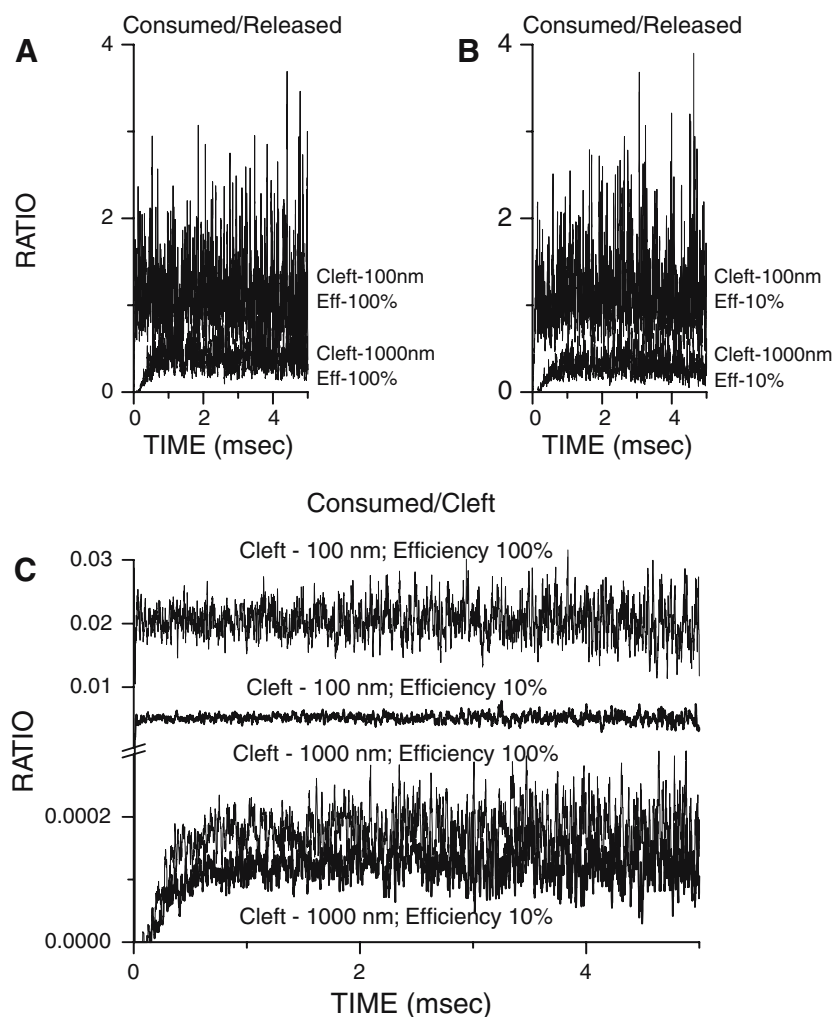 Consumed/Released
A
4
2
0
RATIO
Cleft-100nm
Eff-100%
Cleft-1000nm
Eff-100%
0 2 4
TIME (msec)
Consumed/Released
B
4
2
0
Cleft-100nm
Eff-10%
Cleft-1000nm
Eff-10%
0 2 4
TIME (msec)
Consumed/Cleft
C
Cleft - 100 nm; Efficiency 100%
0.03
0.02
0.01
Cleft - 100 nm; Efficiency 10%
Cleft - 1000 nm; Efficiency 100%
RATIO
0.0002
Cleft - 1000 nm; Efficiency 10%
0.0000
0 2 4
TIME (msec)